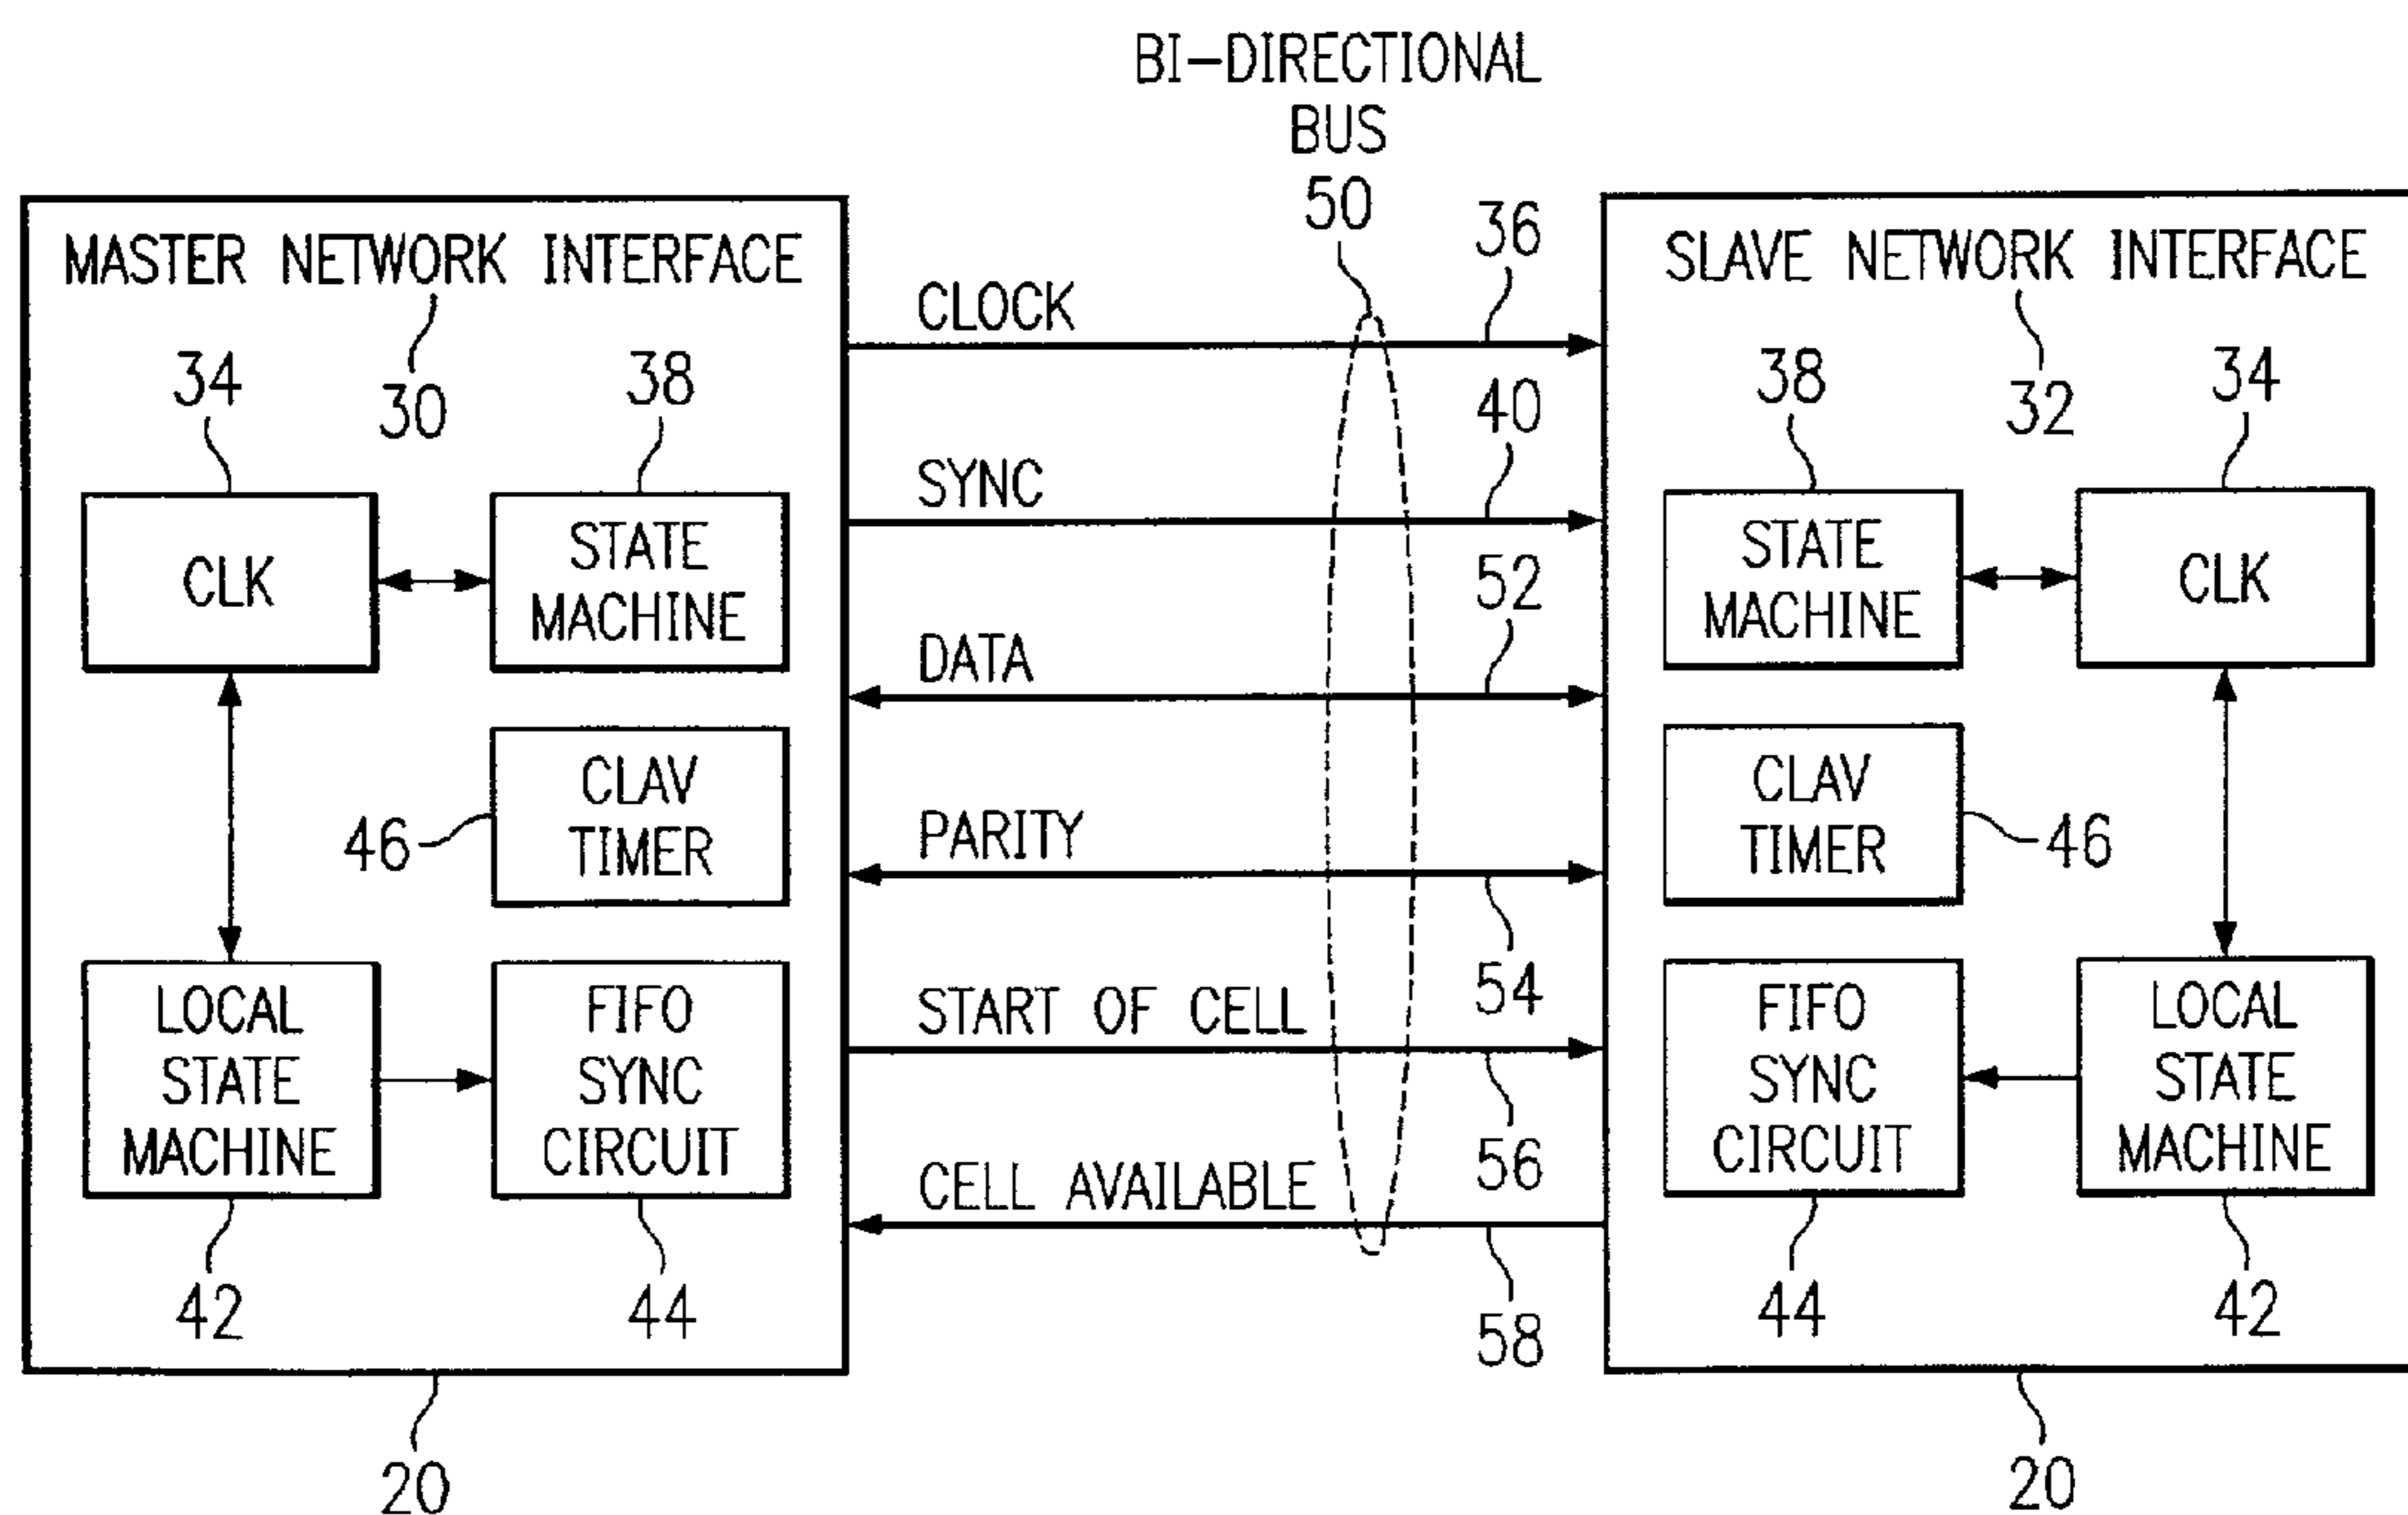 BI-DIRECTIONAL
BUS
50
MASTER NETWORK INTERFACE
30
34
38
CLK
STATE
MACHINE
46
CLAV
TIMER
LOCAL
STATE
MACHINE
FIFO
SYNC
CIRCUIT
42
44
20
CLOCK
36
SYNC
40
DATA
52
PARITY
54
START OF CELL
56
CELL AVAILABLE
58
SLAVE NETWORK INTERFACE
32
38
34
STATE
MACHINE
CLK
CLAV
TIMER
46
FIFO
SYNC
CIRCUIT
LOCAL
STATE
MACHINE
44
42
20